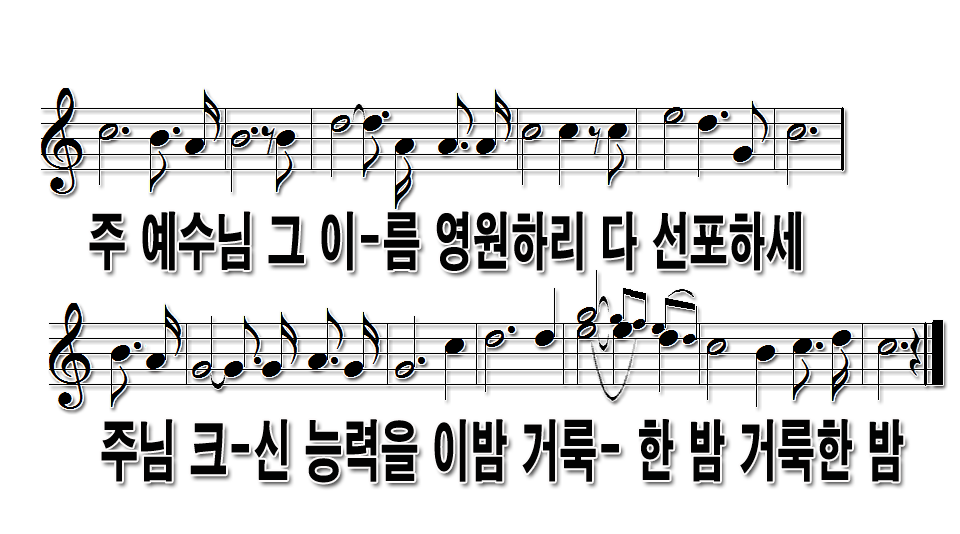 주 예수님 그 이-름 영원하리 다 선포하세
주님 크-신 능력을 이밤 거룩- 한 밤 거룩한 밤